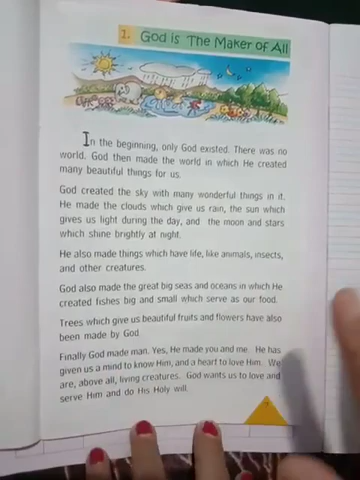 1. God is The Maker of All
In the beginning, only God existed. There was no
world. God then made the world in which He created
many beautiful things for us.
God created the sky with many wonderful things in it.
He made the clouds which give us rain, the sun which
gives us light during the day, and the moon and stars
which shine brightly at night.
He also made things which have life, like animals, insects,
and other creatures.
God also made the great big seas and oceans in which He
created fishes big and small which serve as our food.
Trees which give us beautiful fruits and flowers have also
been made by God.
Finally God made man. Yes, He made you and me. He has
given us a mind to know Him, and a heart to love Him. We
are, above all, living creatures. God wants us to love and
serve Him and do His Holy will.